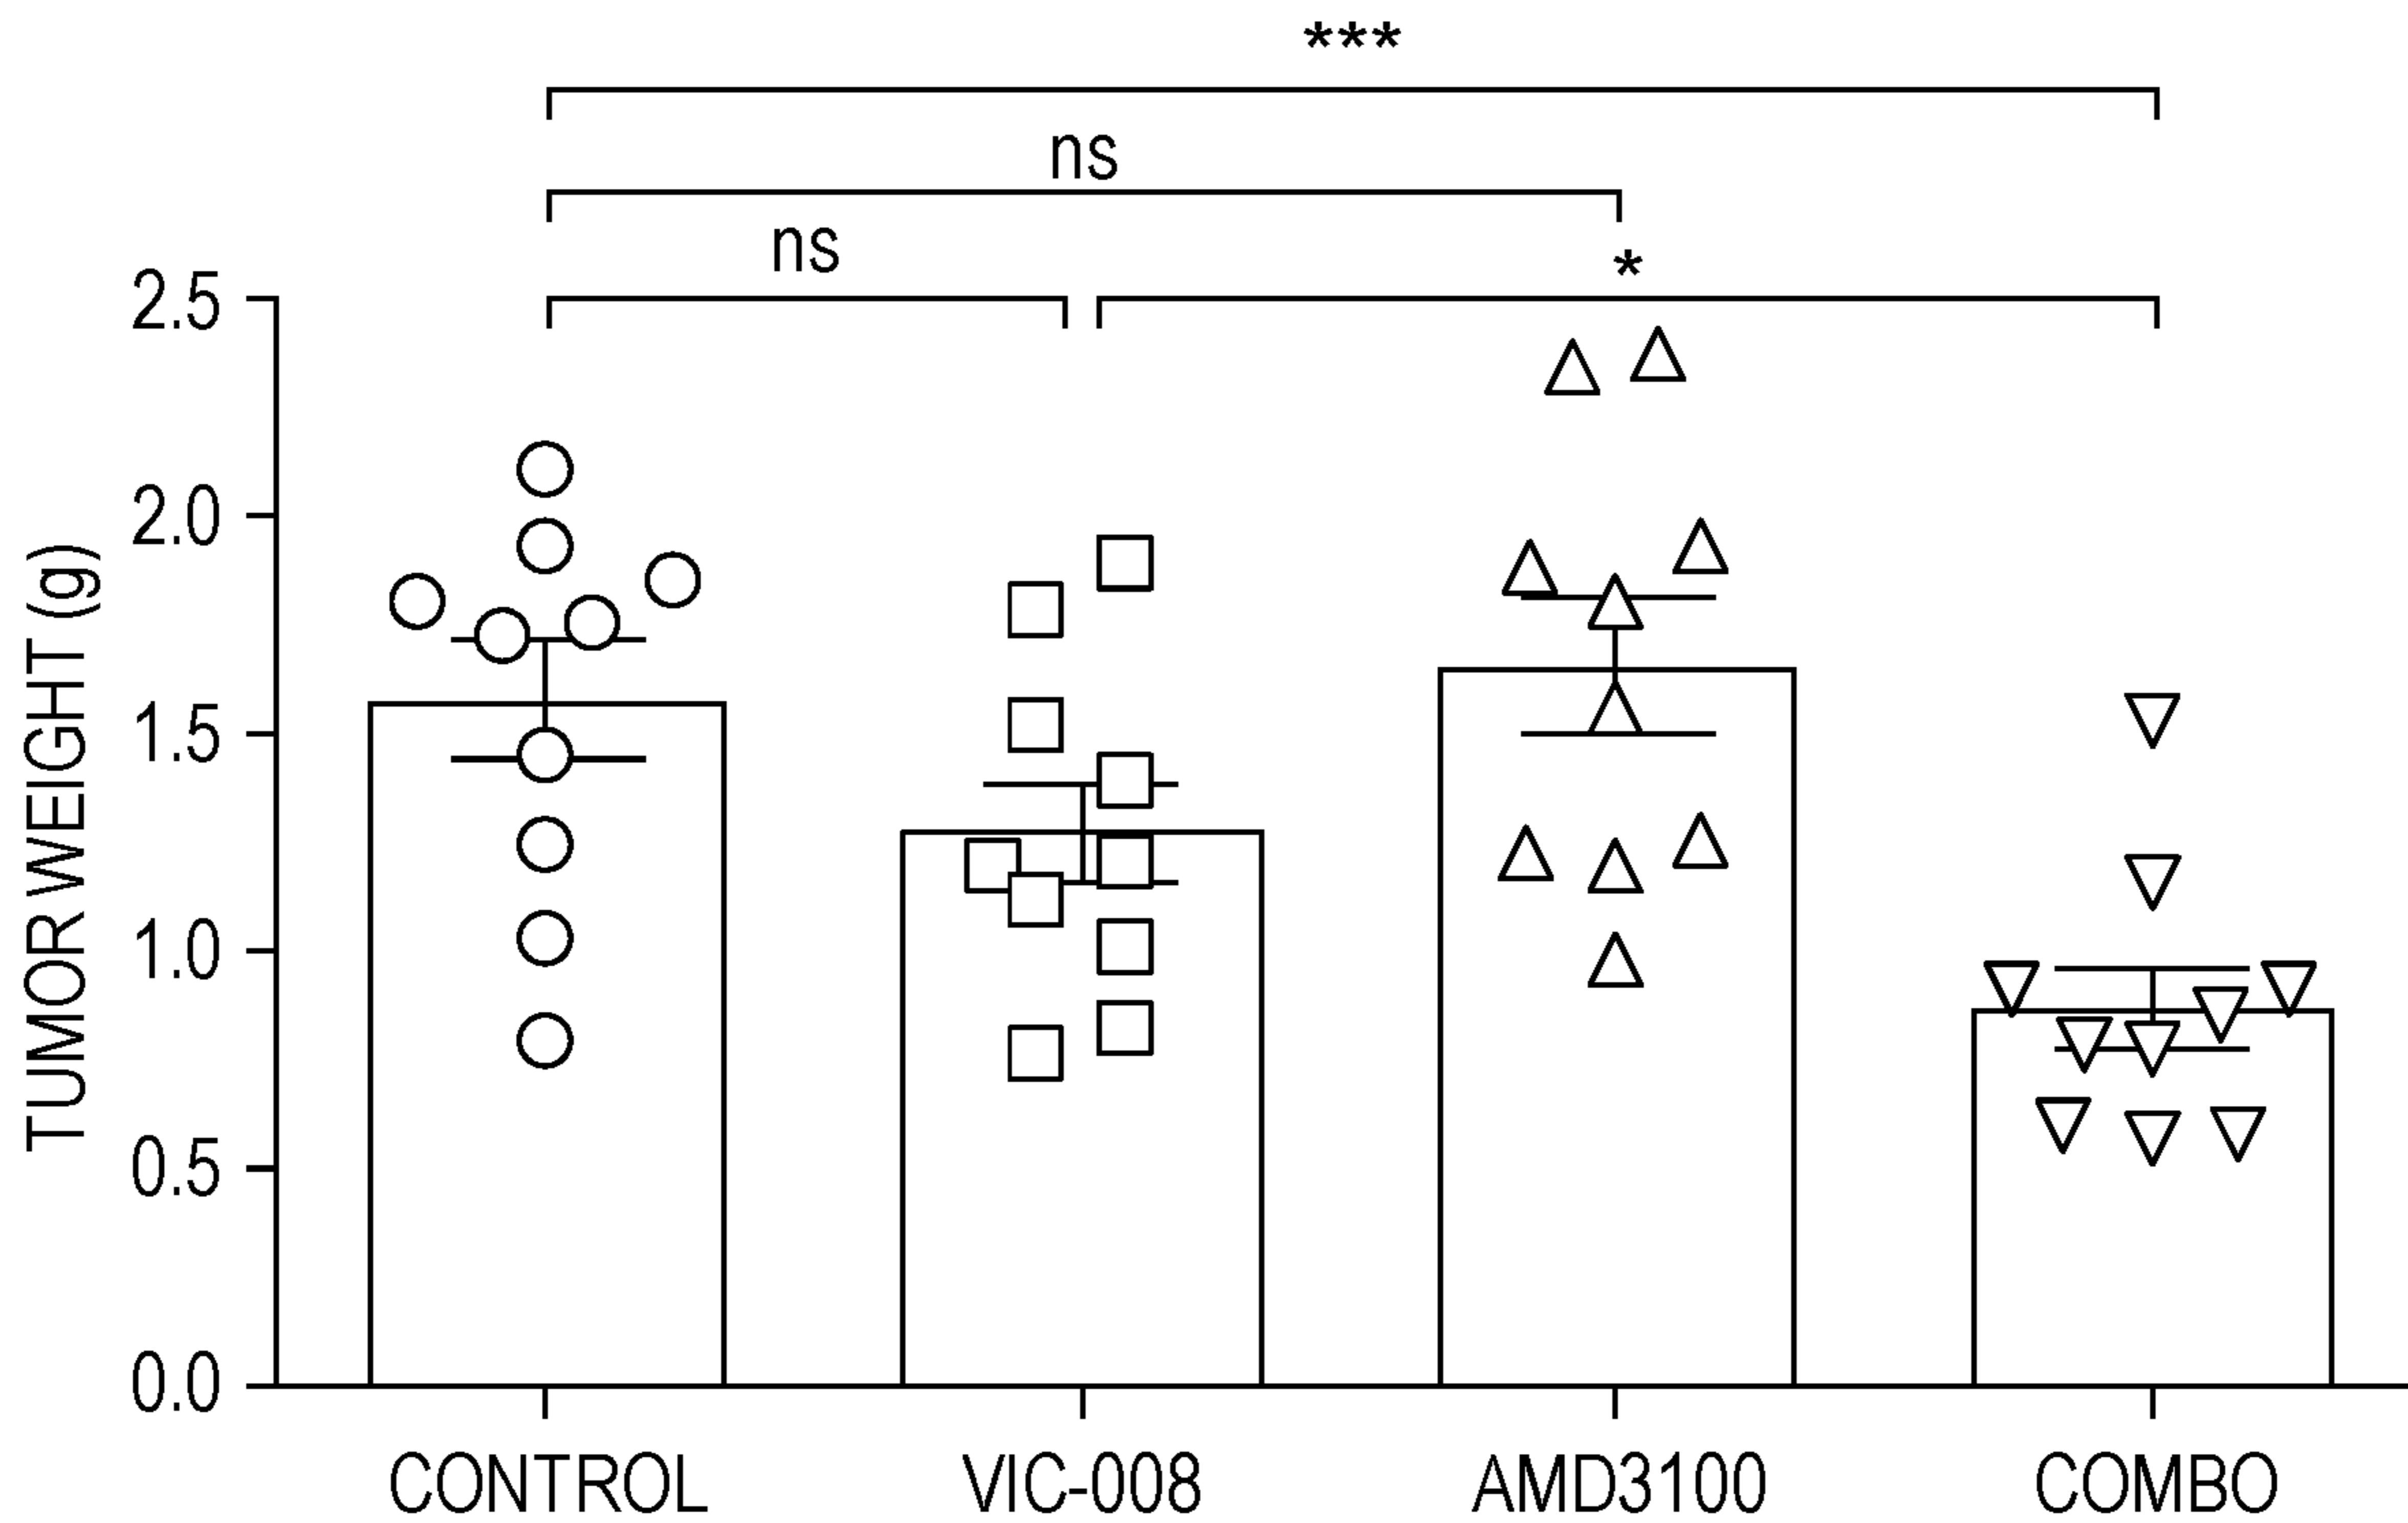 ***
ns
ns
*
2.5
2.0
1.5
1.0
0.5
0.0
TUMOR WEIGHT (g)
CONTROL VIC-008 AMD3100 COMBO